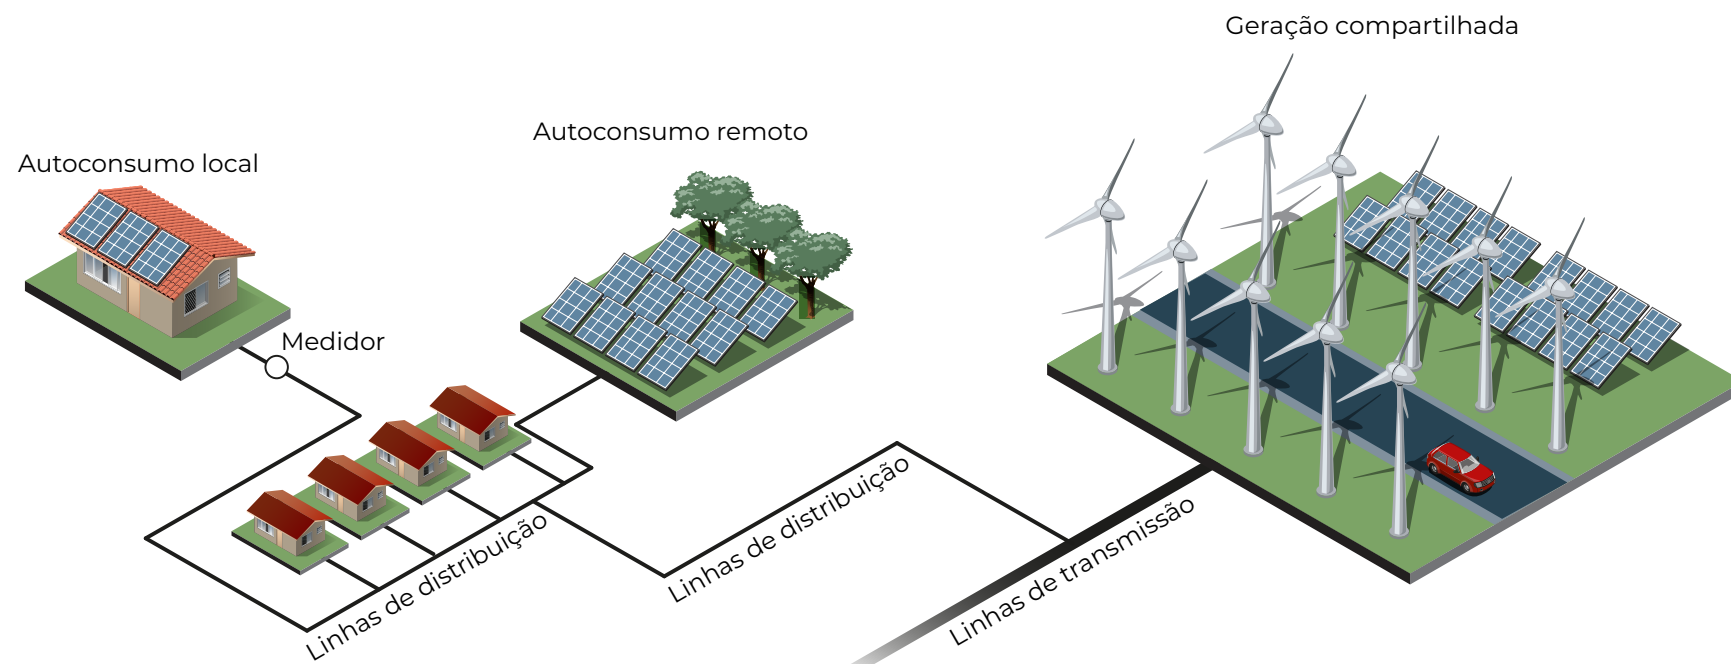 Geração compartilhada
Autoconsumo remoto
Autoconsumo local
Medidor
Linhas de distribuição
Linhas de distribuição
Linhas de transmissão